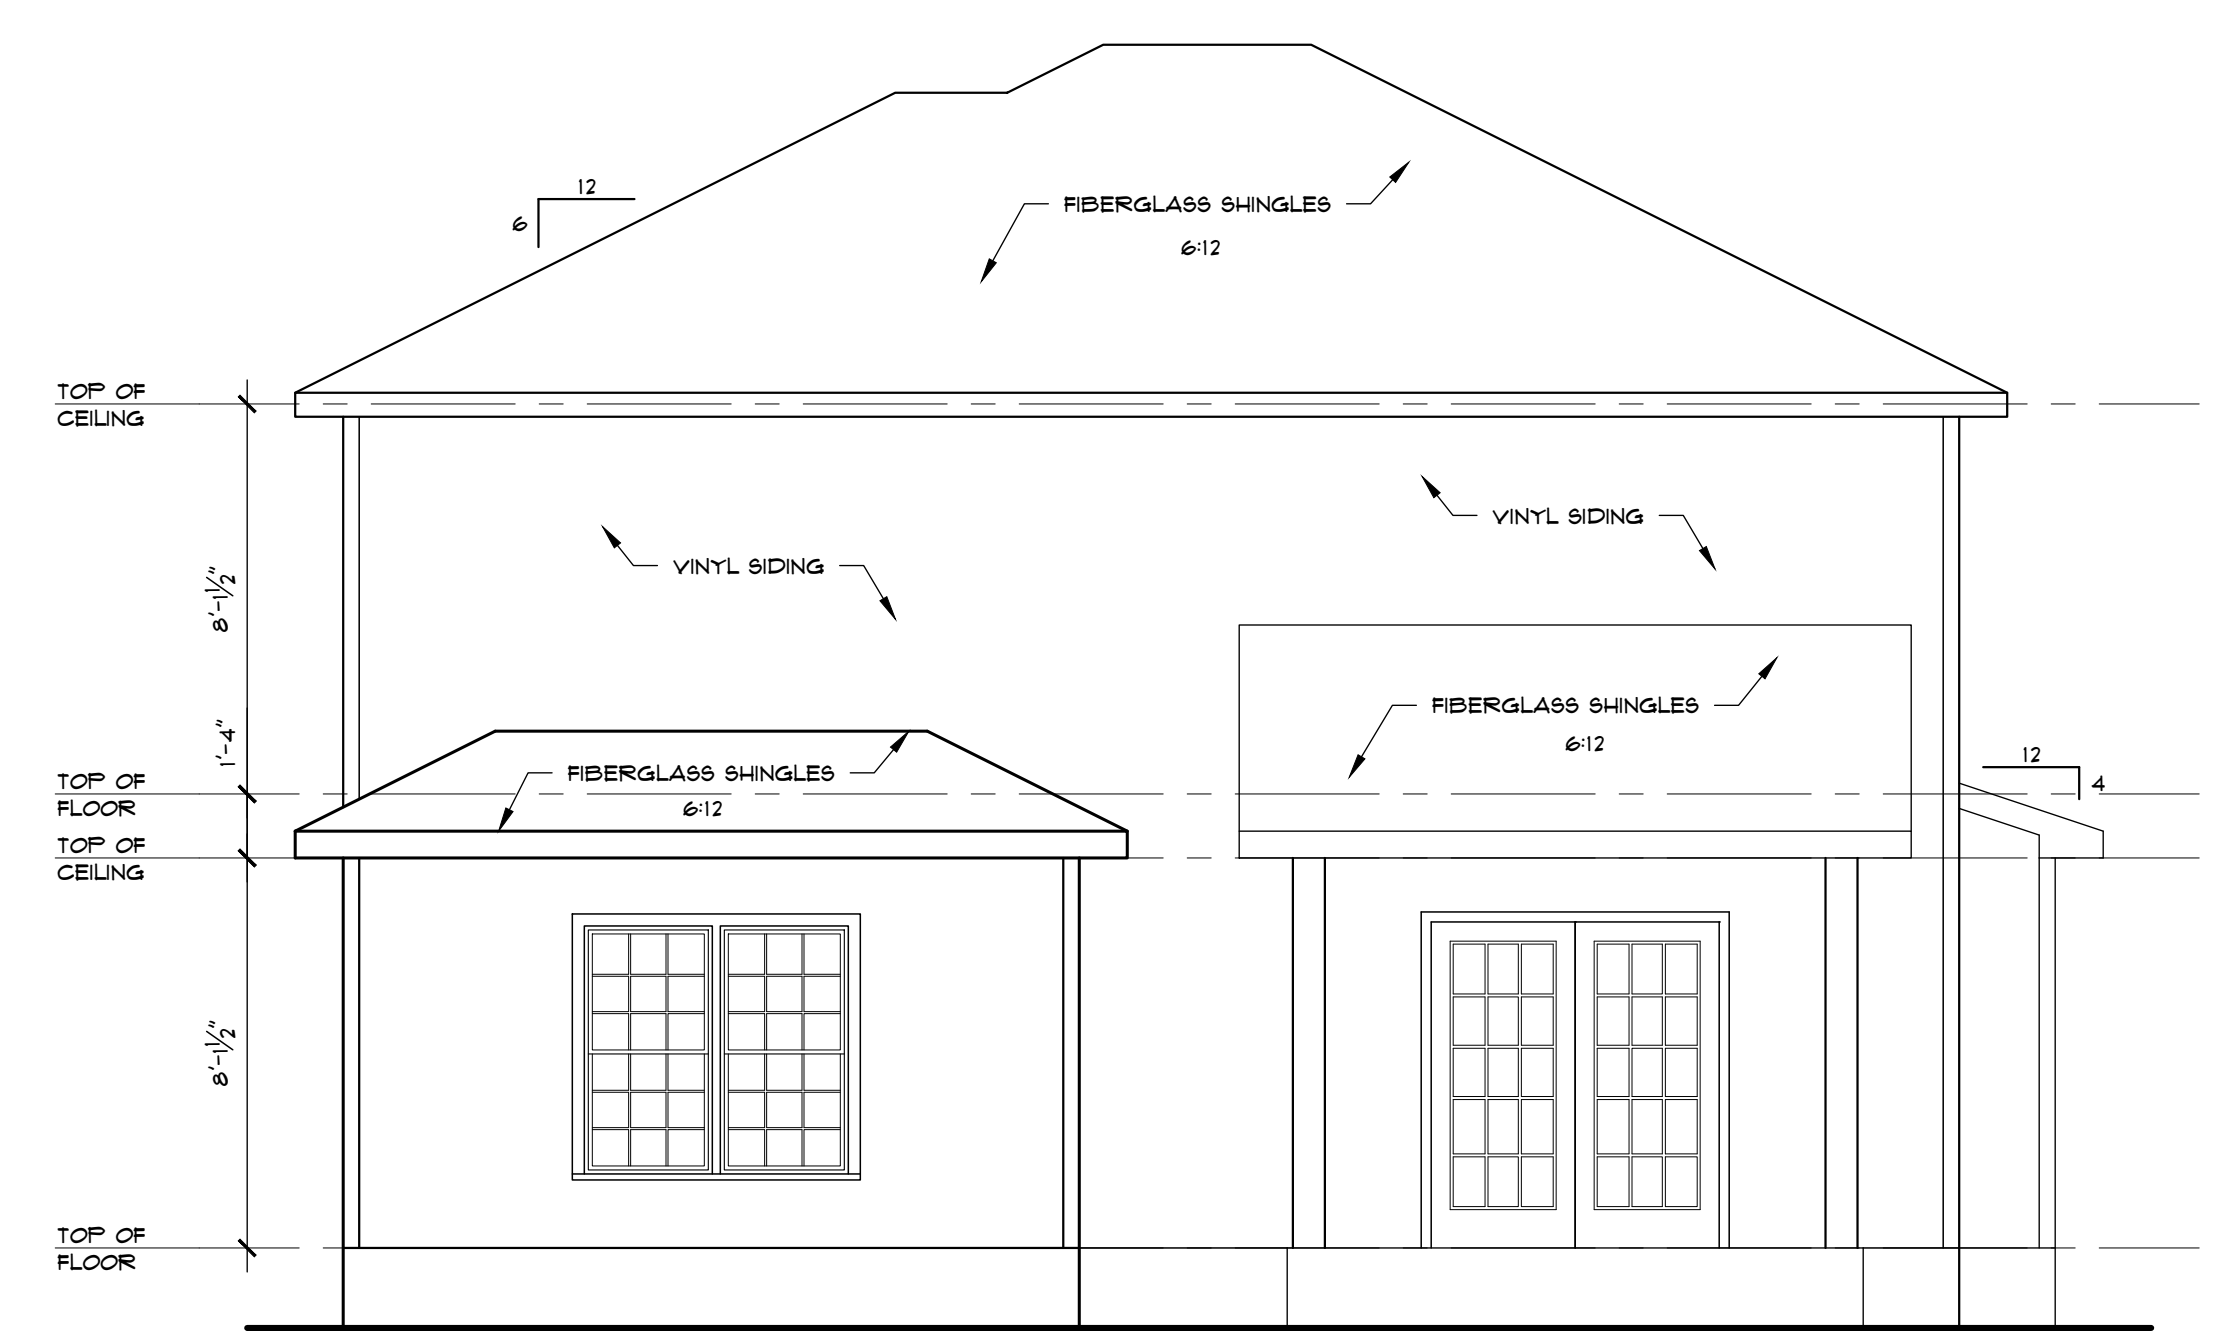 12
6
FIBERGLASS SHINGLES
6:12
TOP OF
CEILING
VINYL SIDING
VINYL SIDING
8'-1½"
FIBERGLASS SHINGLES
6:12
1'-4"
12
4
TOP OF
FLOOR
FIBERGLASS SHINGLES
6:12
TOP OF
CEILING
8'-1½"
TOP OF
FLOOR